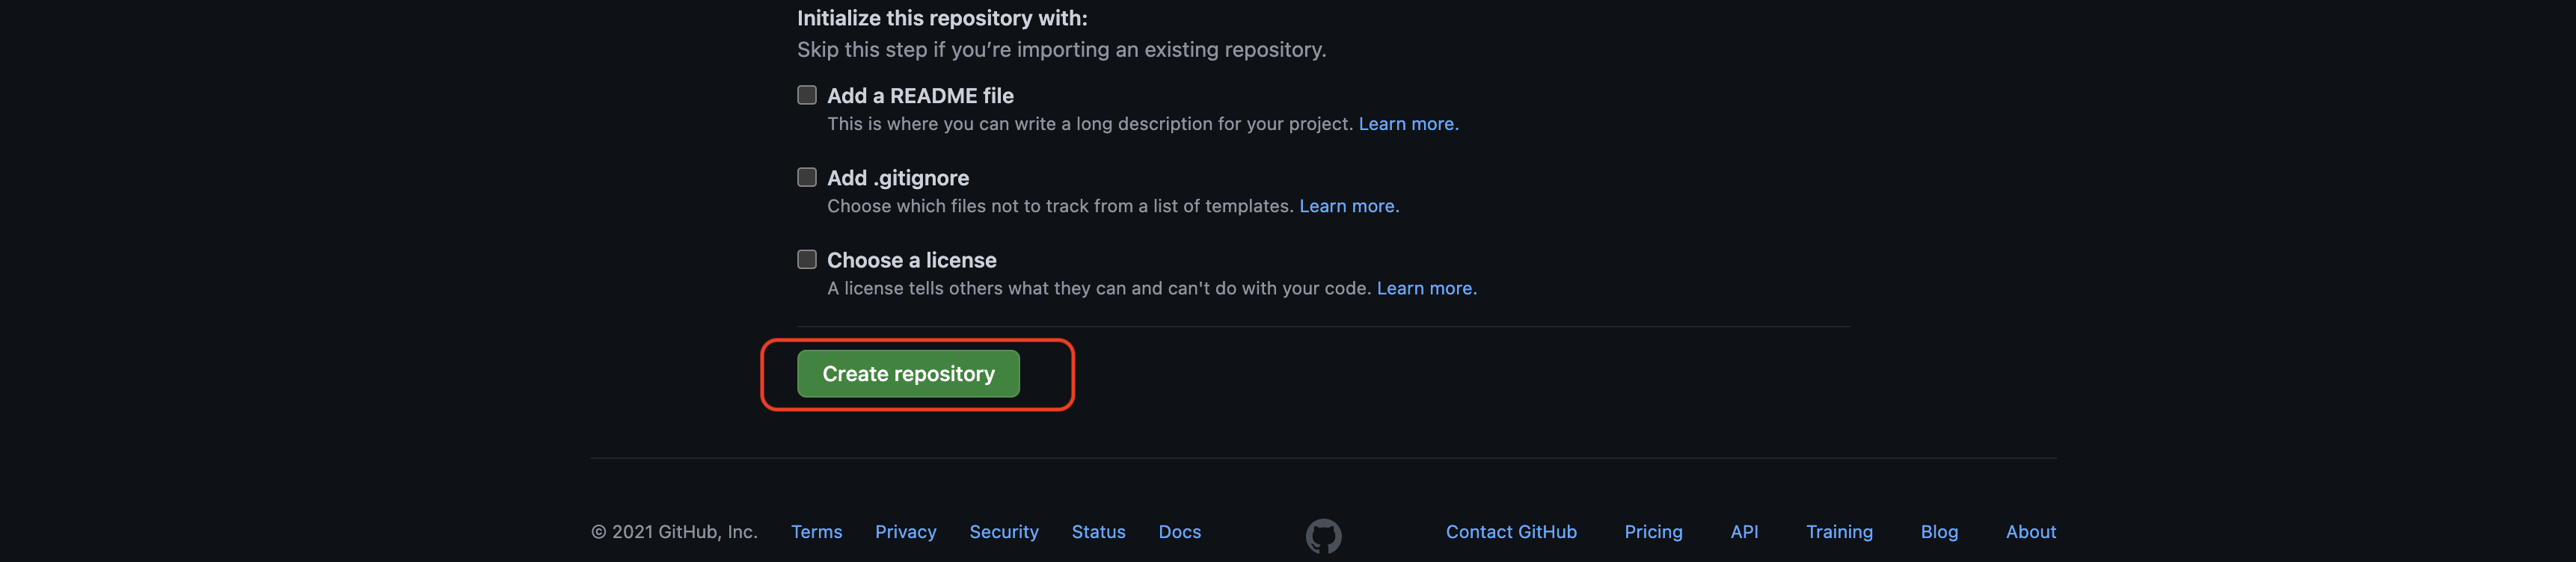 Initialize this repository with:
Skip this step if you’re importing an existing repository.
Add a README file
This is where you can write a long description for your project. Learn more.
Add .gitignore
Choose which files not to track from a list of templates. Learn more.
Choose a license
A license tells others what they can and can't do with your code. Learn more.
Create repository
© 2021 GitHub, Inc. Terms Privacy Security Status Docs Contact GitHub Pricing API Training Blog About